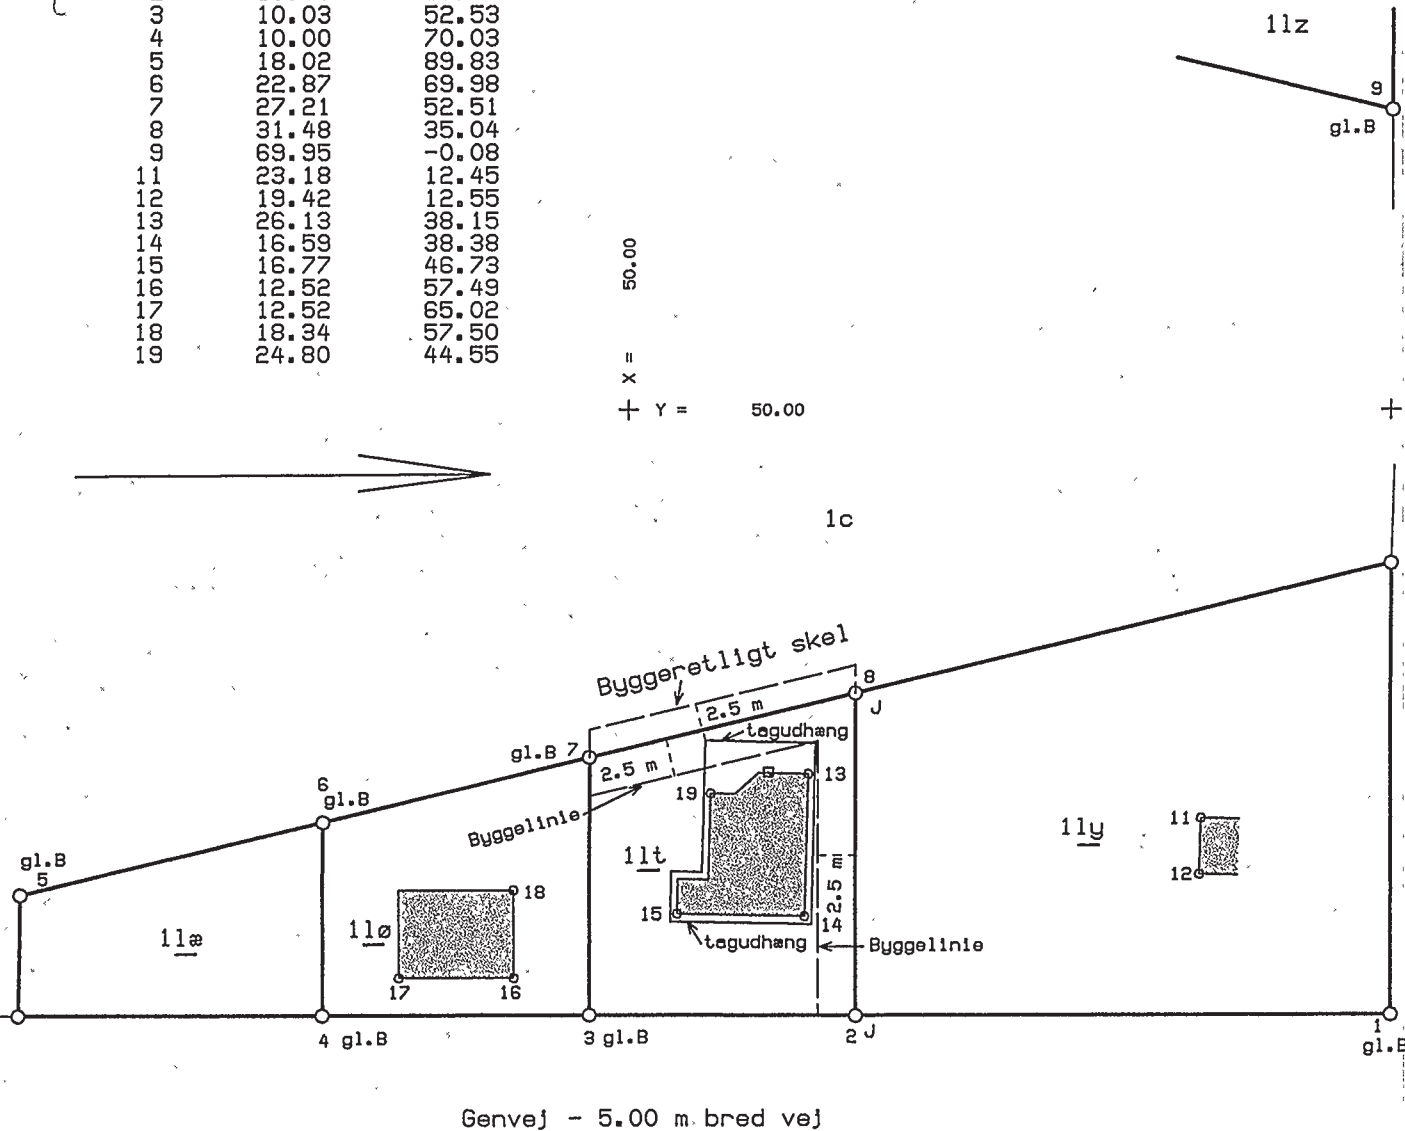 3 10.03 52.53
4 10.00 70.03
5 18.02 89.83
6 22.87 69.98
7 27.21 52.51
8 31.48 35.04
9 69.95 -0.08
11 23.18 12.45
12 19.42 12.55
13 26.13 38.15
14 16.59 38.38
15 16.77 46.73
16 12.52 57.49
17 12.52 65.02
18 18.34 57.50
19 24.80 44.55
11z
9
gl.B
X = 50.00
Y = 50.00
1c
Byggeretligt skel
8
J
2.5 m
tagudhæng
gl.B 7
2.5 m
13
6
gl.B
19
Byggelinie
11y
11
12
gl.B
5
11t
18
15
2.5 m
14
11æ
11ø
tagudhæng
Byggelinie
17
16
4 gl.B
3 gl.B
2 J
1
gl.B
Genvej - 5.00 m bred vej